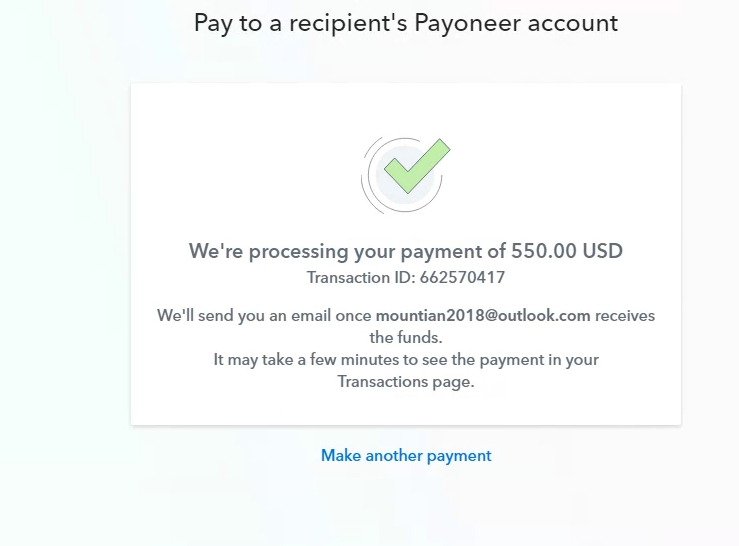 Pay to a recipient's Payoneer account
We're processing your payment of 550.00 USD
Transaction ID: 662570417
We'll send you an email once mountian2018@outlook.com receives
the funds.
It may take a few minutes to see the payment in your
Transactions page.
Make another payment